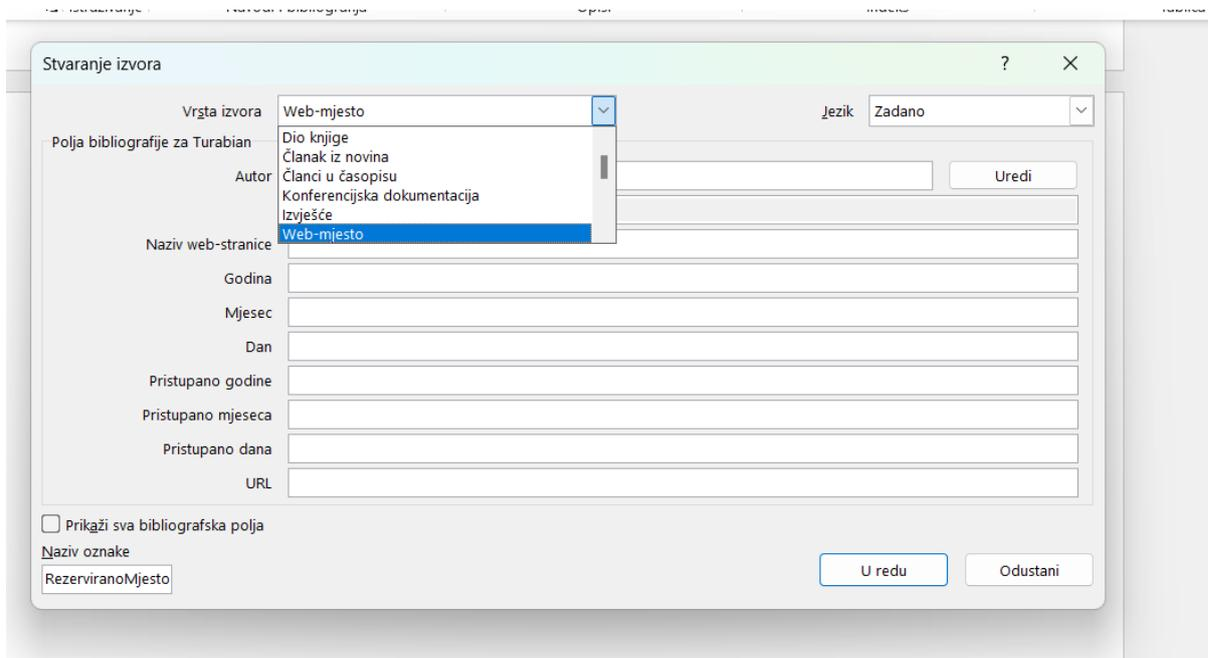 Stvaranje izvora ?
Vrsta izvora Web-mjesto Jezik Zadano
Dio knjige
Članak iz novina
Članci u časopisu
Konferencijska dokumentacija
Izvješće
Web-mjesto
Polja bibliografije za Turabian
Autor Uredi
Naziv web-stranice
Godina
Mjesec
Dan
Pristupano godine
Pristupano mjeseca
Pristupano dana
URL
Prikaži sva bibliografska polja
Naziv oznake
RezerviranoMjesto
U redu Odustani